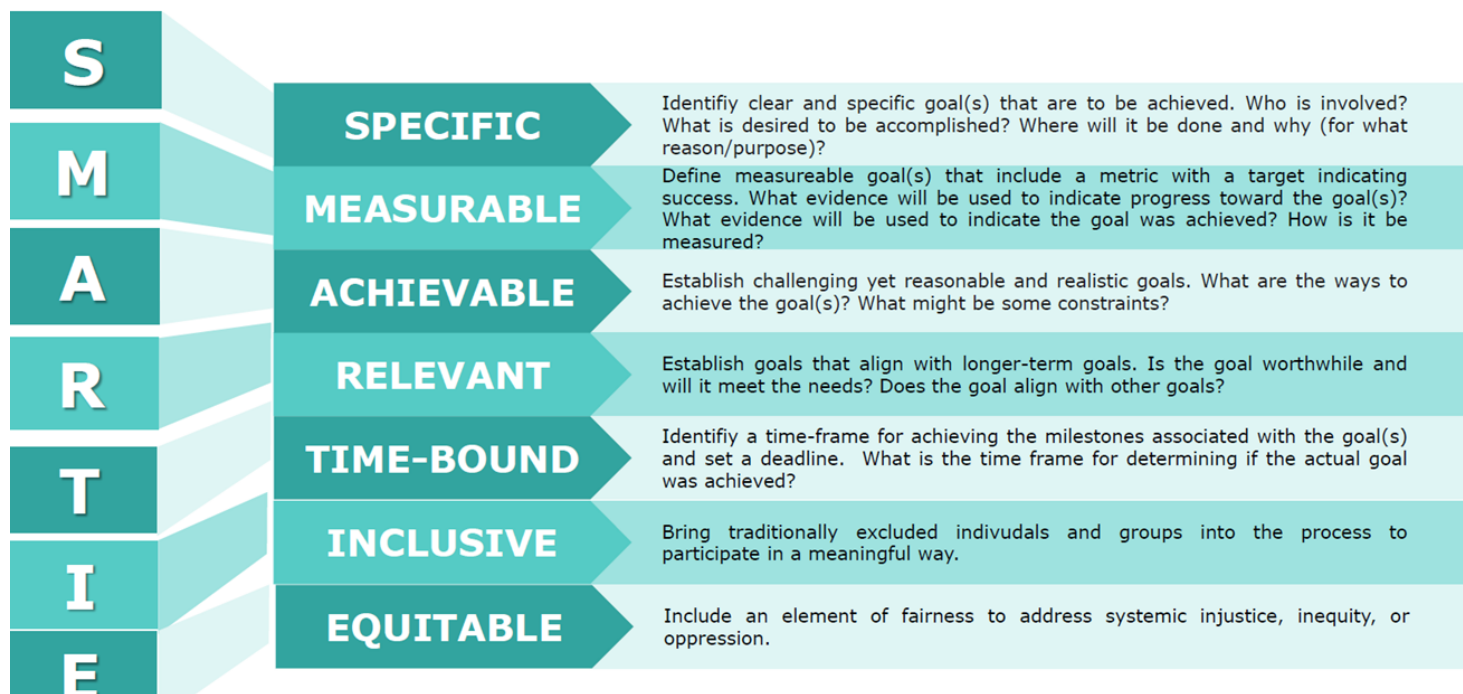 S
M
A
R
T
I
E
SPECIFIC
Identifiy clear and specific goal(s) that are to be achieved. Who is involved?
What is desired to be accomplished? Where will it be done and why (for what
reason/purpose)?
MEASURABLE
Define measureable goal(s) that include a metric with a target indicating
success. What evidence will be used to indicate progress toward the goal(s)?
What evidence will be used to indicate the goal was achieved? How is it be
measured?
ACHIEVABLE
Establish challenging yet reasonable and realistic goals. What are the ways to
achieve the goal(s)? What might be some constraints?
RELEVANT
Establish goals that align with longer-term goals. Is the goal worthwhile and
will it meet the needs? Does the goal align with other goals?
TIME-BOUND
Identifiy a time-frame for achieving the milestones associated with the goal(s)
and set a deadline.  What is the time frame for determining if the actual goal
was achieved?
INCLUSIVE
Bring traditionally excluded indivudals and groups into the process to
participate in a meaningful way.
EQUITABLE
Include an element of fairness to address systemic injustice, inequity, or
oppression.